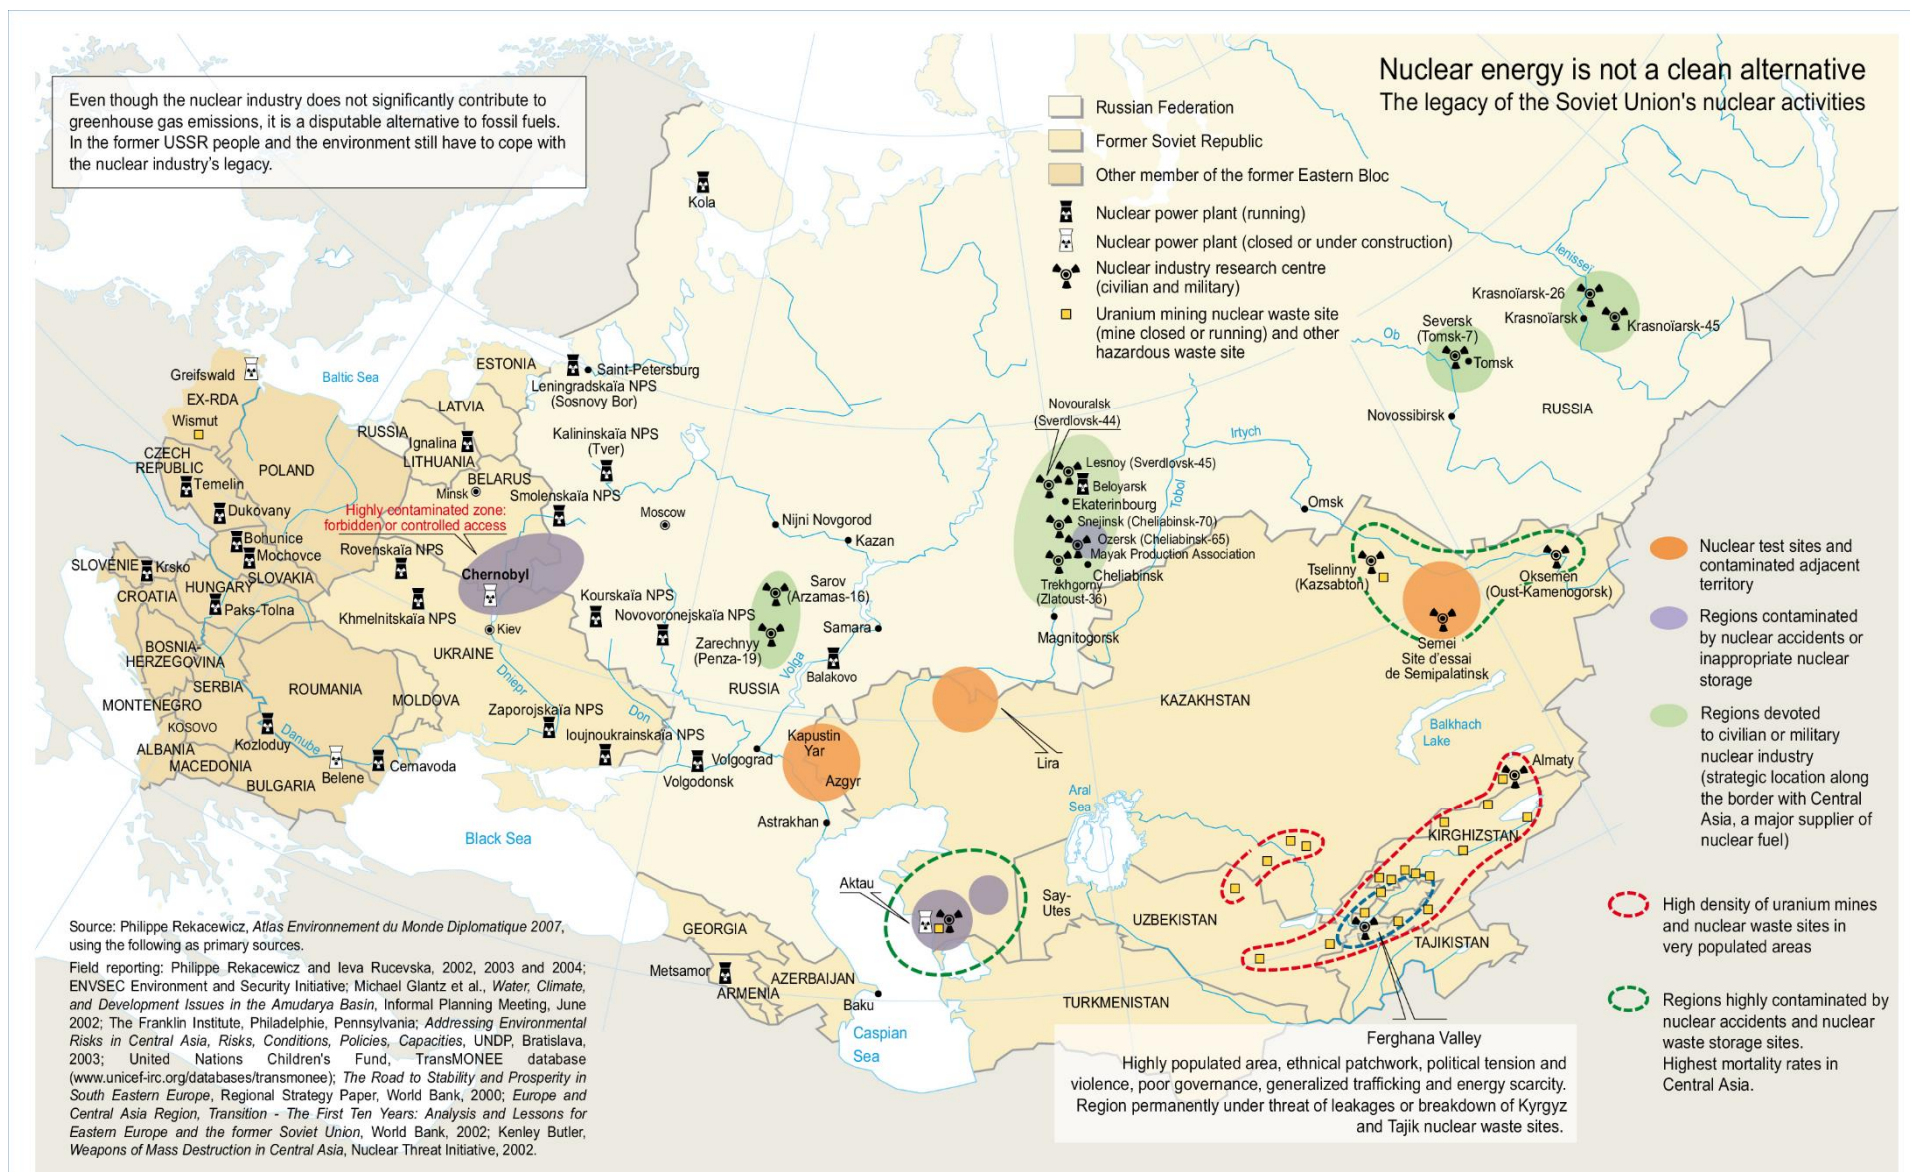 Nuclear energy is not a clean alternative
The legacy of the Soviet Union's nuclear activities
Even though the nuclear industry does not significantly contribute to
greenhouse gas emissions, it is a disputable alternative to fossil fuels.
In the former USSR people and the environment still have to cope with
the nuclear industry's legacy.
Russian Federation
Former Soviet Republic
Other member of the former Eastern Bloc
Nuclear power plant (running)
Nuclear power plant (closed or under construction)
Nuclear industry research centre
(civilian and military)
Uranium mining nuclear waste site
(mine closed or running) and other
hazardous waste site
Kola
Ienisseï
Krasnoïarsk-26
Krasnoïarsk
Krasnoïarsk-45
Ob
Seversk
(Tomsk-7)
Tomsk
Novossibirsk
RUSSIA
Greifswald
EX-RDA
Wismut
Baltic Sea
ESTONIA
Saint-Petersburg
Leningradskaïa NPS
(Sosnovy Bor)
LATVIA
RUSSIA
Ignalina
LITHUANIA
Kalininskaïa NPS
(Tver)
CZECH
REPUBLIC
Temelin
POLAND
BELARUS
Minsk
Smolenskaïa NPS
Dukovany
Highly contaminated zone:
forbidden or controlled access
Moscow
Nijni Novgorod
Kazan
Bohunice
Mochovce
SLOVAKIA
Rovenskaïa NPS
SLOVÉNIE
Krsko
HUNGARY
CROATIA
Paks-Tolna
Chernobyl
Khmelnitskaïa NPS
Kiev
UKRAINE
Kourskaïa NPS
Novovoronejskaïa NPS
Sarov
(Arzamas-16)
Zarechnyy
(Penza-19)
Samara
Volga
Balakovo
RUSSIA
BOSNIA-
HERZEGOVINA
SERBIA
MONTENEGRO
KOSOVO
ALBANIA
MACEDONIA
ROUMANIA
MOLDOVA
Dniepr
Don
Zaporojskaïa NPS
Ioujnoukrainskaïa NPS
Kozloduy
Danube
Belene
Cernavoda
BULGARIA
Volgodonsk
Volgograd
Kapustin
Yar
Azgyr
Astrakhan
Black Sea
Novouralsk
(Sverdlovsk-44)
Lesnoy (Sverdlovsk-45)
Beloyarsk
Ekaterinbourg
Snejinsk (Cheliabinsk-70)
Ozersk (Cheliabinsk-65)
Mayak Production Association
Cheliabinsk
Trekhgorny
(Zlatoust-36)
Magnitogorsk
Tobol
Irtych
Omsk
Tselinny
(Kazsabton)
Oksemen
(Oust-Kamenogorsk)
Semei
Site d'essai
de Semipalatinsk
KAZAKHSTAN
Balkhach
Lake
Lira
Aral
Sea
Almaty
KIRGHIZSTAN
Aktau
Say-
Utes
UZBEKISTAN
TAJIKISTAN
TURKMENISTAN
GEORGIA
Metsamor
AZERBAIJAN
ARMENIA
Baku
Caspian
Sea
Ferghana Valley
Highly populated area, ethnical patchwork, political tension and
violence, poor governance, generalized trafficking and energy scarcity.
Region permanently under threat of leakages or breakdown of Kyrgyz
and Tajik nuclear waste sites.
Nuclear test sites and
contaminated adjacent
territory
Regions contaminated
by nuclear accidents or
inappropriate nuclear
storage
Regions devoted
to civilian or military
nuclear industry
(strategic location along
the border with Central
Asia, a major supplier of
nuclear fuel)
High density of uranium mines
and nuclear waste sites in
very populated areas
Regions highly contaminated by
nuclear accidents and nuclear
waste storage sites.
Highest mortality rates in
Central Asia.
Source: Philippe Rekacewicz, Atlas Environnement du Monde Diplomatique 2007,
using the following as primary sources.
Field reporting: Philippe Rekacewicz and Ieva Rucevska, 2002, 2003 and 2004;
ENVSEC Environment and Security Initiative; Michael Glantz et al., Water, Climate,
and Development Issues in the Amudarya Basin, Informal Planning Meeting, June
2002; The Franklin Institute, Philadelphie, Pennsylvania; Addressing Environmental
Risks in Central Asia, Risks, Conditions, Policies, Capacities, UNDP, Bratislava,
2003; United Nations Children's Fund, TransMONEE database
(www.unicef-irc.org/databases/transmonee); The Road to Stability and Prosperity in
South Eastern Europe, Regional Strategy Paper, World Bank, 2000; Europe and
Central Asia Region, Transition - The First Ten Years: Analysis and Lessons for
Eastern Europe and the former Soviet Union, World Bank, 2002; Kenley Butler,
Weapons of Mass Destruction in Central Asia, Nuclear Threat Initiative, 2002.